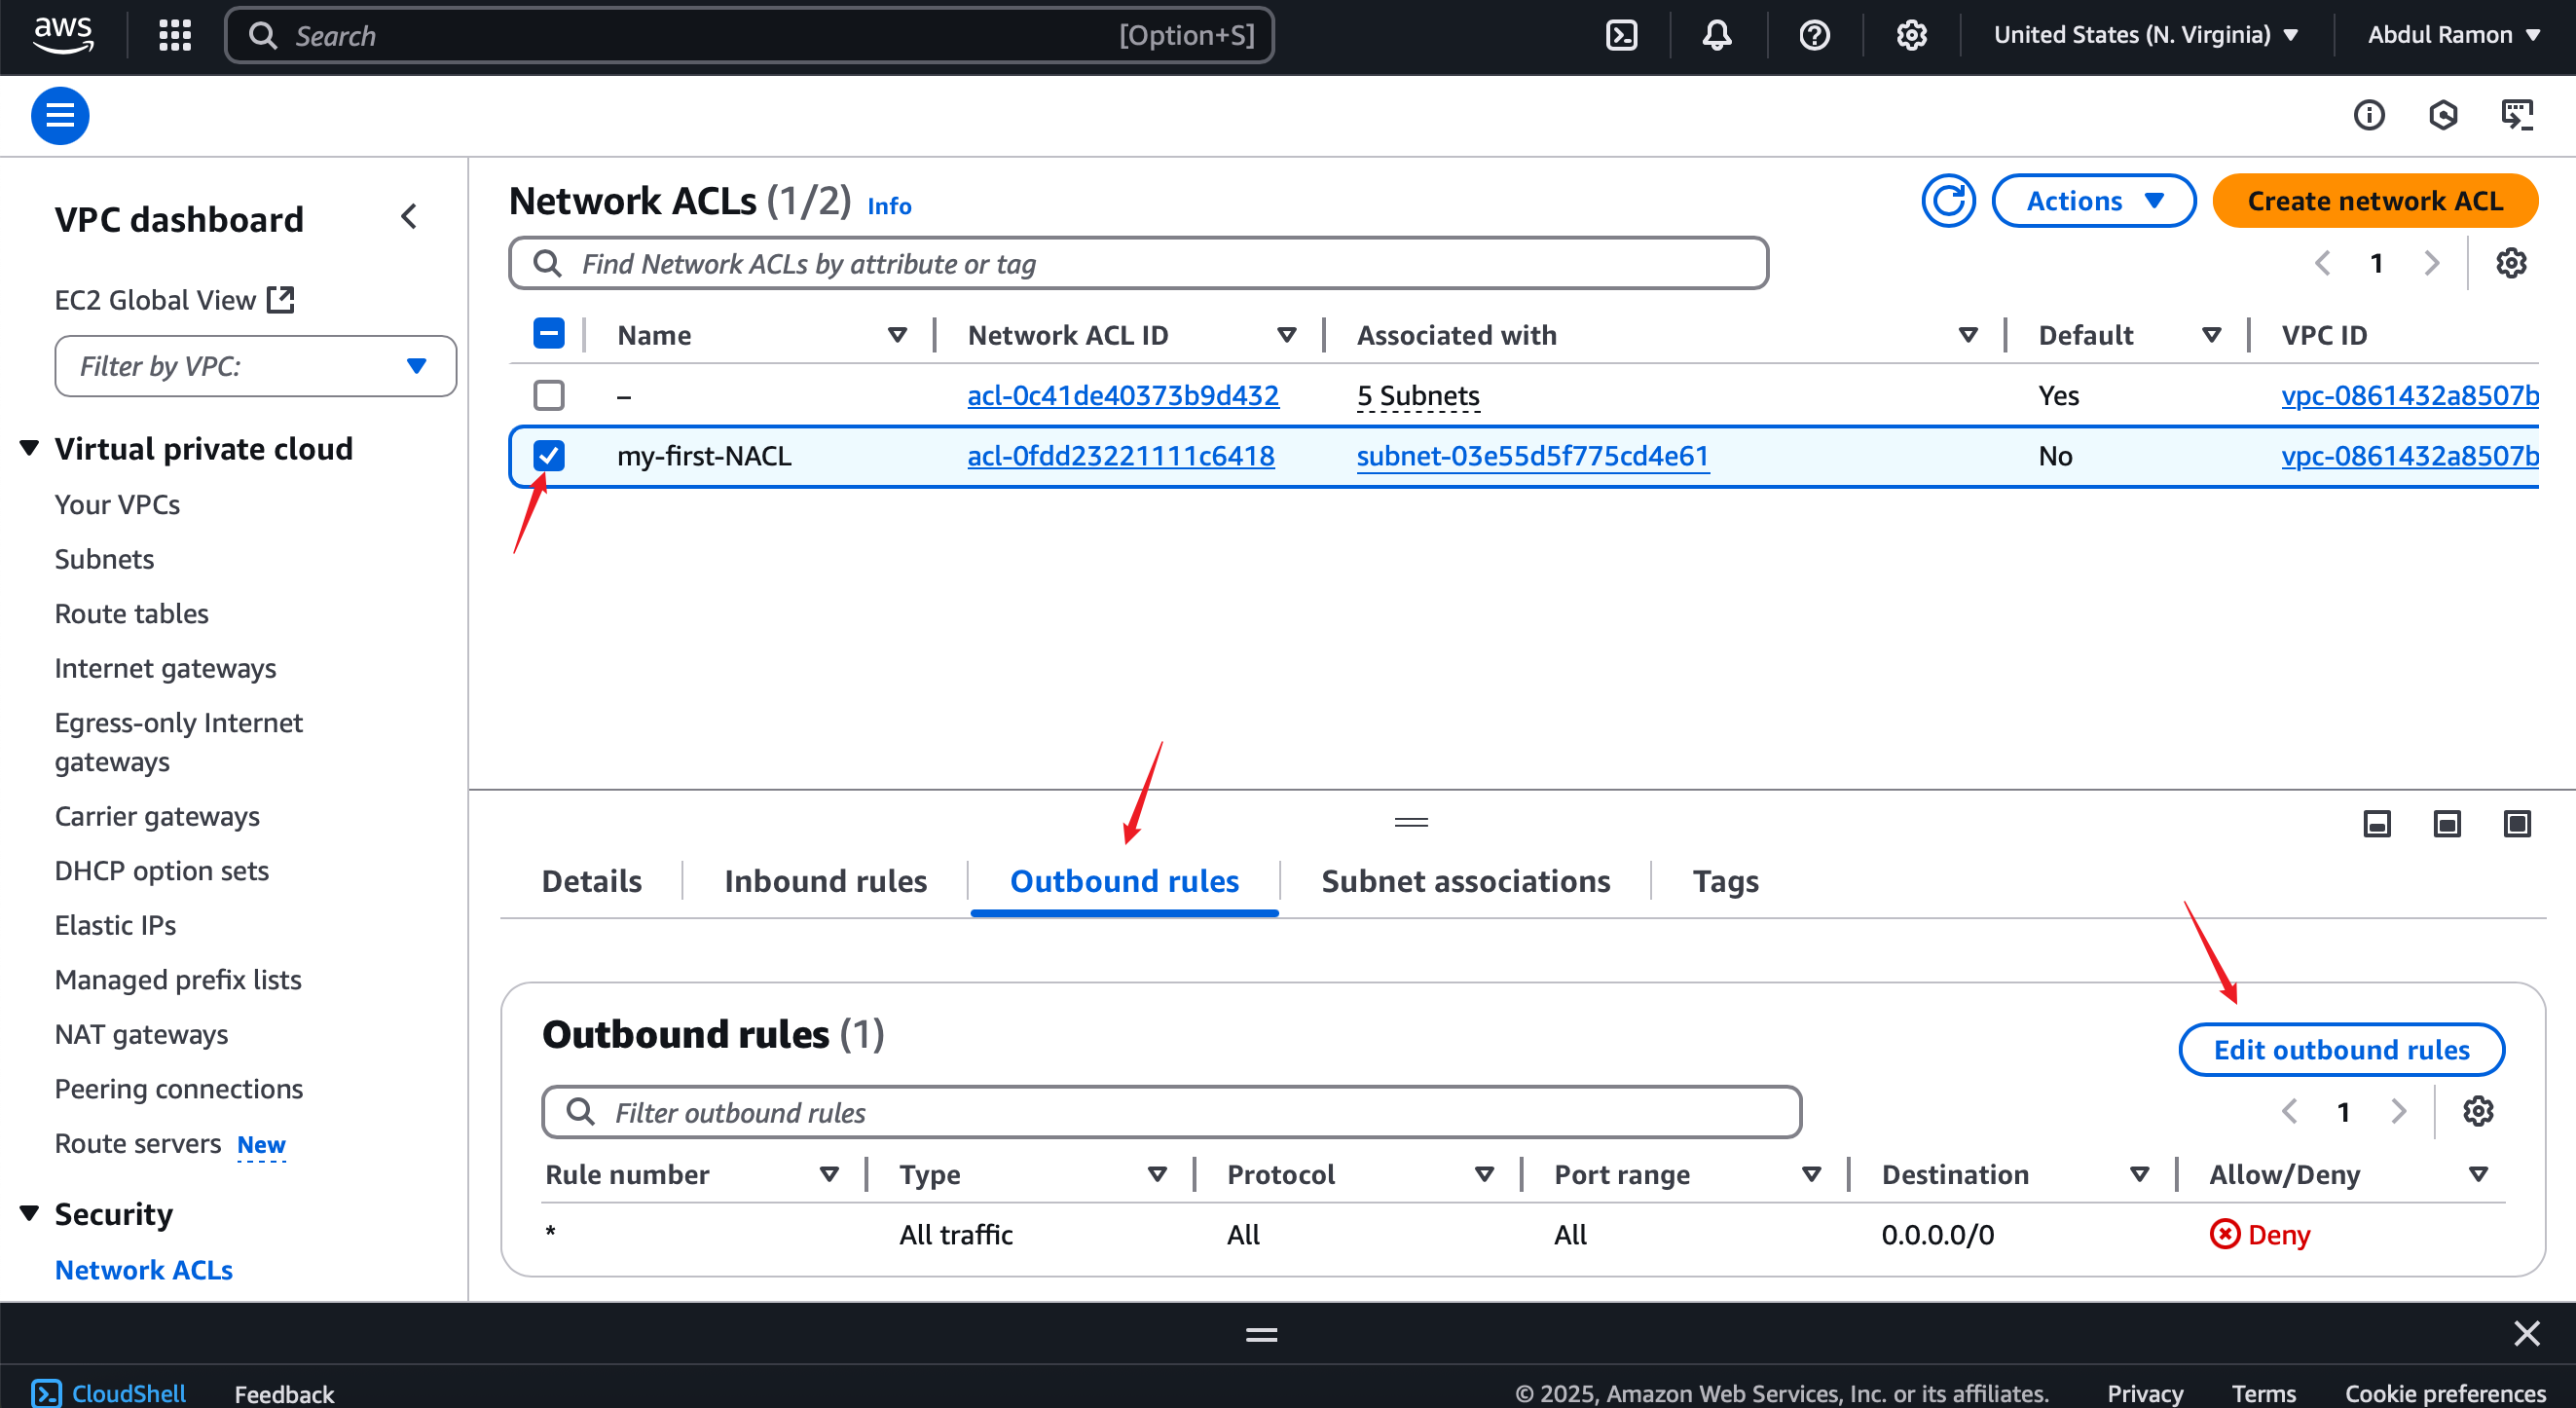 aws
Search [Option+S] United States (N. Virginia) Abdul Ramon
VPC dashboard
EC2 Global View
Filter by VPC:
Virtual private cloud
Your VPCs
Subnets
Route tables
Internet gateways
Egress-only Internet
gateways
Carrier gateways
DHCP option sets
Elastic IPs
Managed prefix lists
NAT gateways
Peering connections
Route servers New
Security
Network ACLs
Network ACLs (1/2) Info
Actions Create network ACL
Find Network ACLs by attribute or tag
1
Name Network ACL ID Associated with Default VPC ID
– acl-0c41de40373b9d432 5 Subnets Yes vpc-0861432a8507b
my-first-NACL acl-0fdd23221111c6418 subnet-03e55d5f775cd4e61 No vpc-0861432a8507b
Details Inbound rules Outbound rules Subnet associations Tags
Outbound rules (1)
Edit outbound rules
Filter outbound rules
1
Rule number Type Protocol Port range Destination Allow/Deny
* All traffic All All 0.0.0.0/0 Deny
CloudShell Feedback © 2025, Amazon Web Services, Inc. or its affiliates. Privacy Terms Cookie preferences